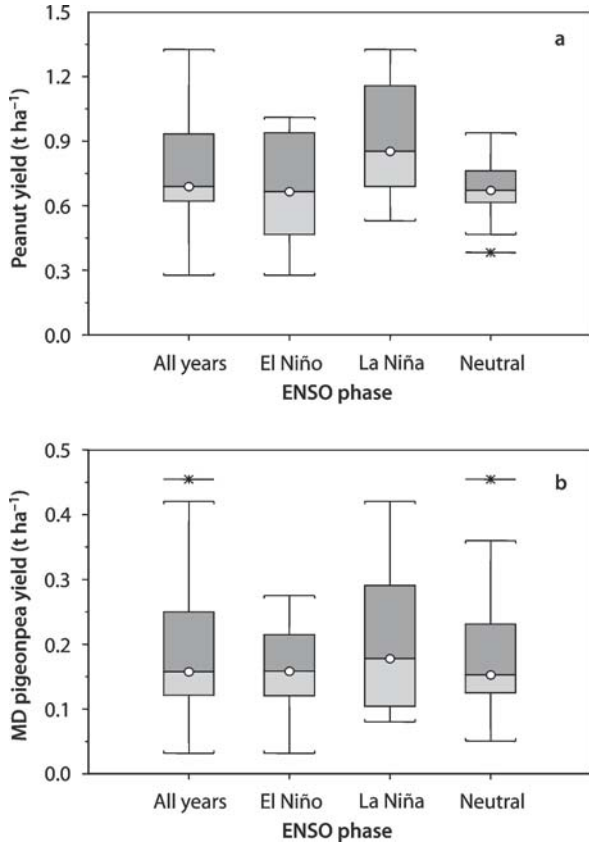 a
Peanut yield (t ha⁻¹)
1.5
1.2
0.9
0.6
0.3
0.0
All years El Niño La Niña Neutral
ENSO phase
b
MD pigeonpea yield (t ha⁻¹)
0.5
0.4
0.3
0.2
0.1
0.0
All years El Niño La Niña Neutral
ENSO phase